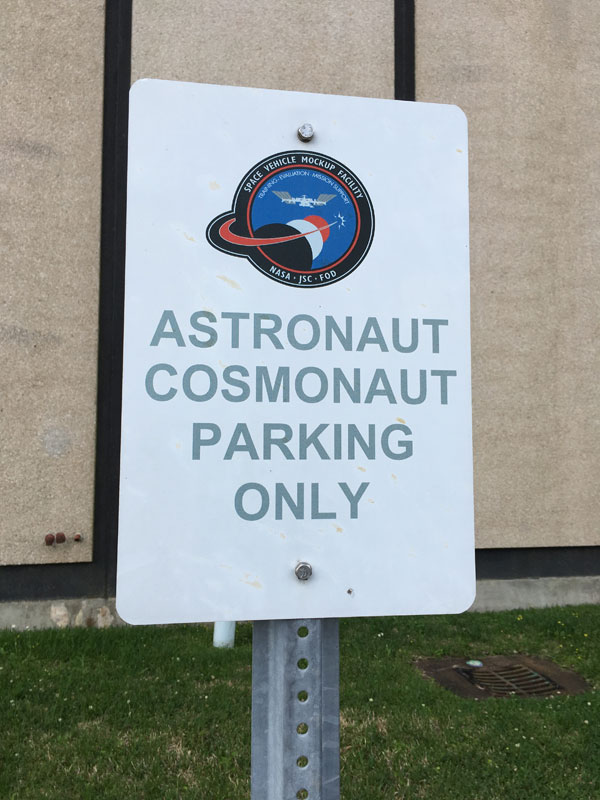 SPACE VEHICLE MOCKUP FACILITY
TRAINING · EVALUATION · MISSION SUPPORT
NASA · JSC · FOD
ASTRONAUT
COSMONAUT
PARKING
ONLY